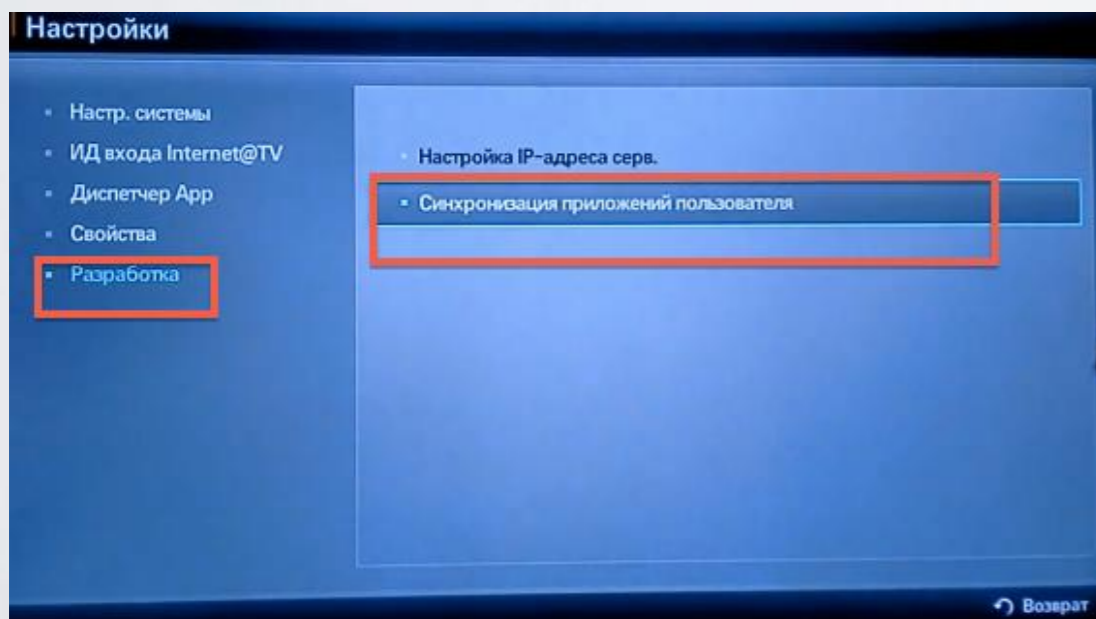 Настройки
Настр. системы
ИД входа Internet@TV
Диспетчер App
Свойства
Разработка
Настройка IP-адреса серв.
Синхронизация приложений пользователя
Возврат